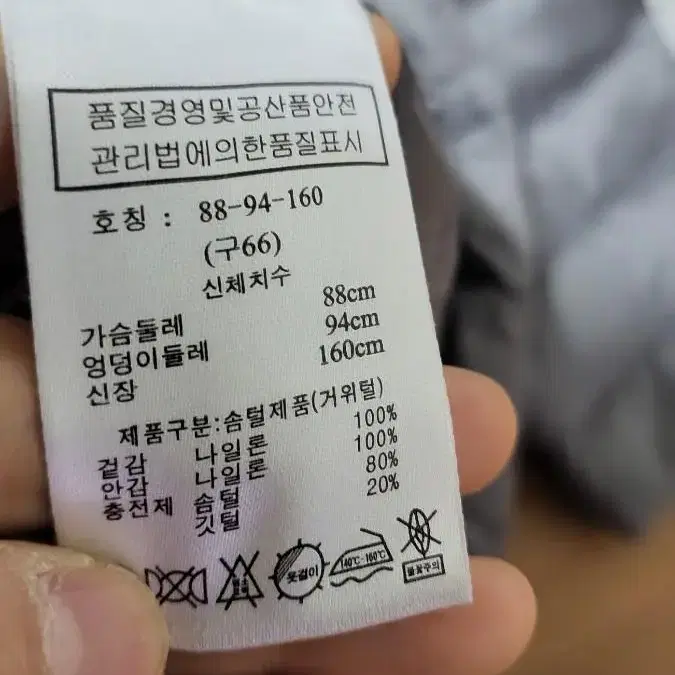 품질경영및공산품안전
관리법에의한품질표시
호칭 : 88-94-160
(구66)
신체치수
가슴둘레 88cm
엉덩이둘레 94cm
신장 160cm
제품구분:솜털제품(거위털)
겉감 나일론 100%
안감 나일론 100%
충전제 솜털 80%
깃털 20%
옷걸이
140℃-160℃
불꽃주의